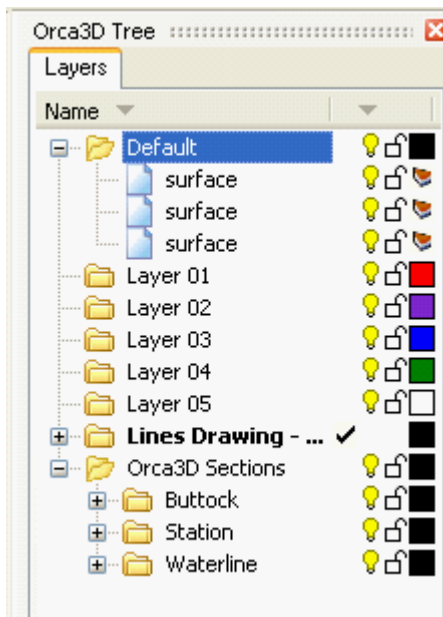 Orca3D Tree
Layers
Name
Default
surface
surface
surface
Layer 01
Layer 02
Layer 03
Layer 04
Layer 05
Lines Drawing - ...
Orca3D Sections
Buttock
Station
Waterline